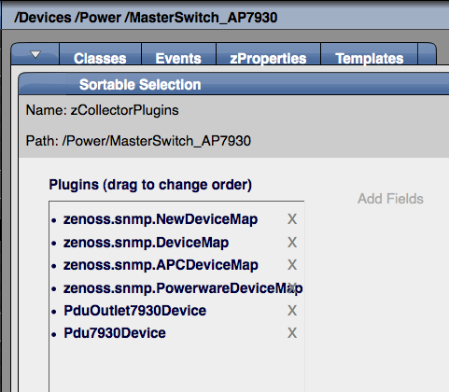 /Devices /Power /MasterSwitch_AP7930
Classes Events zProperties Templates
Sortable Selection
Name: zCollectorPlugins
Path: /Power/MasterSwitch_AP7930
Plugins (drag to change order)
Add Fields
• zenoss.snmp.NewDeviceMap X
• zenoss.snmp.DeviceMap X
• zenoss.snmp.APCDeviceMap X
• zenoss.snmp.PowerwareDeviceMap X
• PduOutlet7930Device X
• Pdu7930Device X